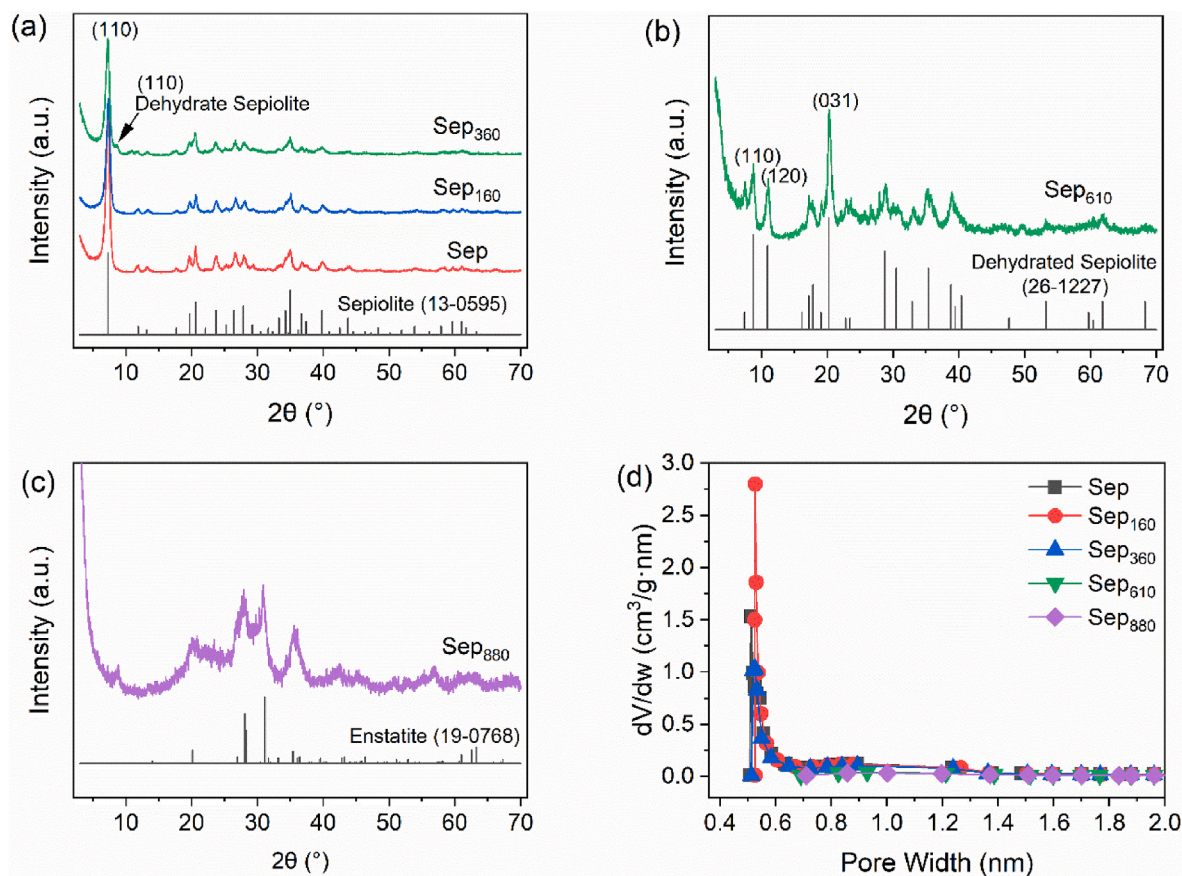 (a)
(110)
(110)
Dehydrate Sepiolite
Sep₃₆₀
Sep₁₆₀
Sep
Sepiolite (13-0595)
Intensity (a.u.)
10 20 30 40 50 60 70
2θ (°)
(b)
(031)
(110)
(120)
Sep₆₁₀
Dehydrated Sepiolite
(26-1227)
Intensity (a.u.)
10 20 30 40 50 60 70
2θ (°)
(c)
Sep₈₈₀
Enstatite (19-0768)
Intensity (a.u.)
10 20 30 40 50 60 70
2θ (°)
(d)
3.0
2.5
2.0
1.5
1.0
0.5
0.0
dV/dw (cm³/g·nm)
Sep
Sep₁₆₀
Sep₃₆₀
Sep₆₁₀
Sep₈₈₀
0.4 0.6 0.8 1.0 1.2 1.4 1.6 1.8 2.0
Pore Width (nm)